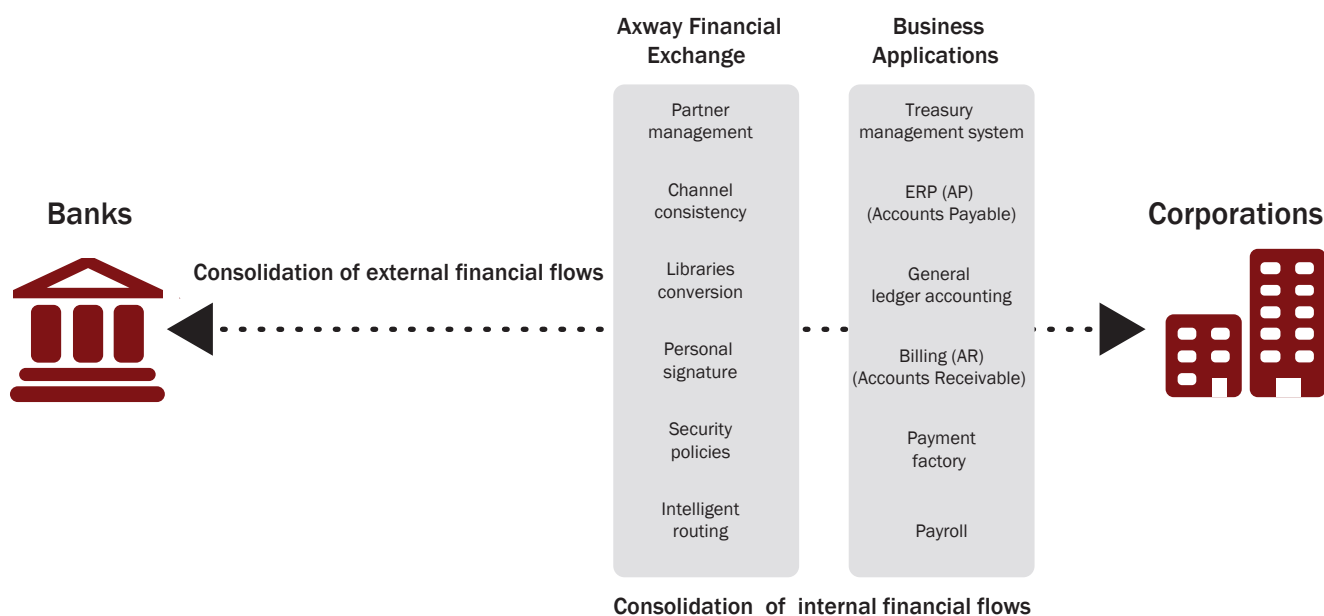 Axway Financial
Exchange
Business
Applications
Banks
Consolidation of external financial flows
Partner
management
Channel
consistency
Libraries
conversion
Personal
signature
Security
policies
Intelligent
routing
Treasury
management system
ERP (AP)
(Accounts Payable)
General
ledger accounting
Billing (AR)
(Accounts Receivable)
Payment
factory
Payroll
Corporations
Consolidation of internal financial flows